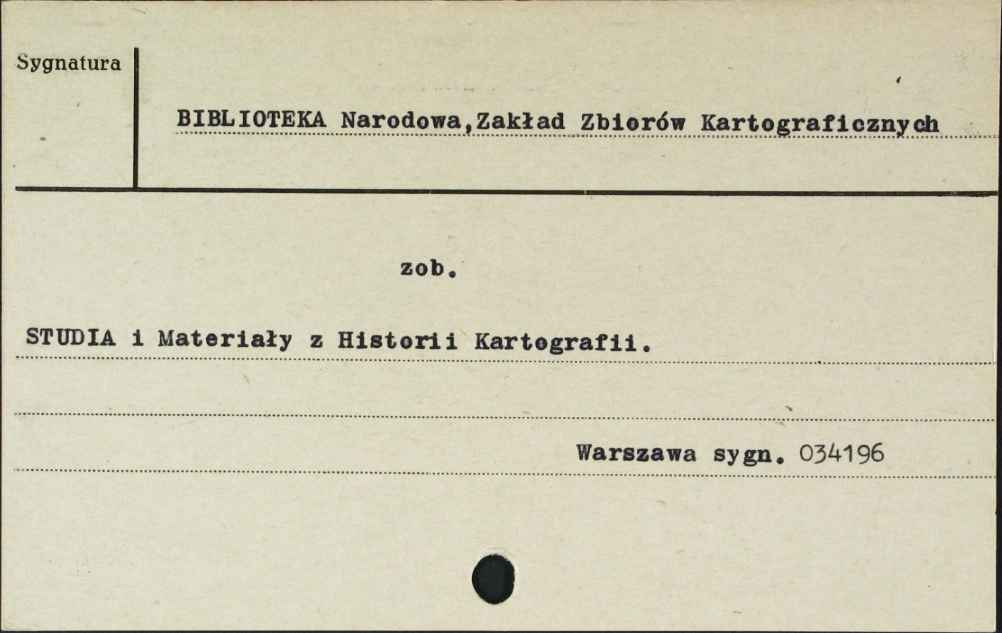 Sygnatura
BIBLIOTEKA Narodowa,Zakład Zbiorów Kartograficznych
zob.
STUDIA i Materiały z Historii Kartografii.
Warszawa sygn. 034196